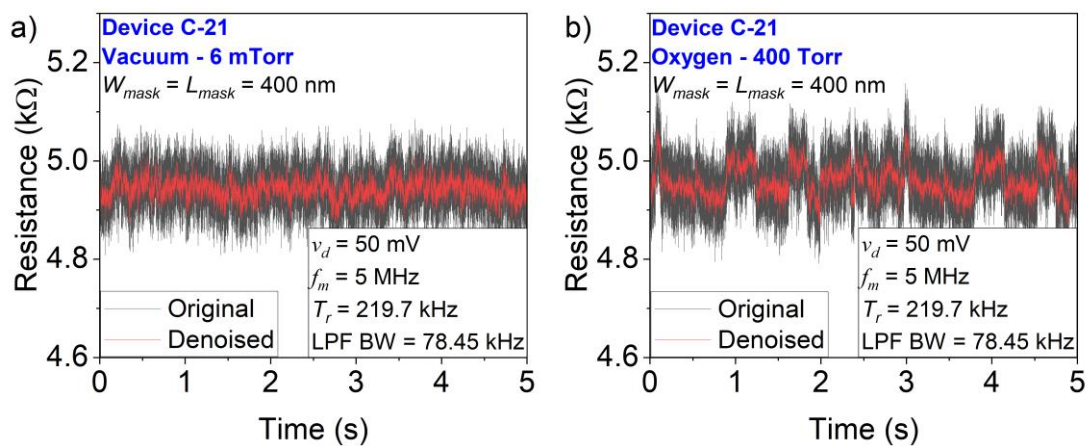 a)
Device C-21
Vacuum - 6 mTorr
W_mask = L_mask = 400 nm
Resistance (kΩ)
5.2
5.0
4.8
4.6
v_d = 50 mV
f_m = 5 MHz
T_r = 219.7 kHz
LPF BW = 78.45 kHz
Original
Denoised
0 1 2 3 4 5
Time (s)
b)
Device C-21
Oxygen - 400 Torr
W_mask = L_mask = 400 nm
Resistance (kΩ)
5.2
5.0
4.8
4.6
v_d = 50 mV
f_m = 5 MHz
T_r = 219.7 kHz
LPF BW = 78.45 kHz
Original
Denoised
0 1 2 3 4 5
Time (s)